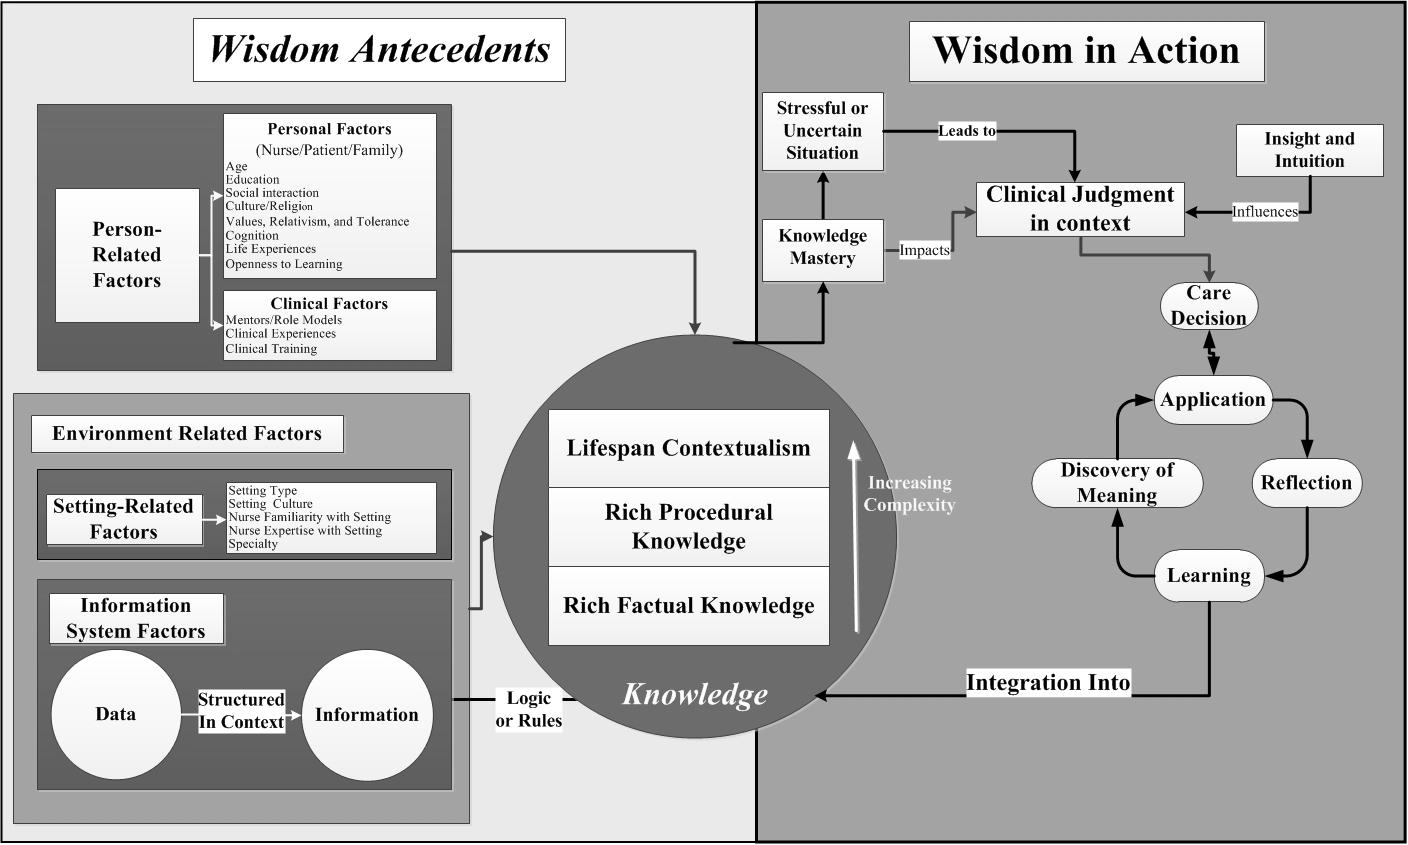 Wisdom Antecedents
Person-
Related
Factors
Personal Factors
(Nurse/Patient/Family)
Age
Education
Social interaction
Culture/Religion
Values, Relativism, and Tolerance
Cognition
Life Experiences
Openness to Learning
Clinical Factors
Mentors/Role Models
Clinical Experiences
Clinical Training
Environment Related Factors
Setting-Related
Factors
Setting Type
Setting Culture
Nurse Familiarity with Setting
Nurse Expertise with Setting
Specialty
Information
System Factors
Data
Structured
In Context
Information
Logic
or Rules
Lifespan Contextualism
Rich Procedural
Knowledge
Rich Factual Knowledge
Increasing
Complexity
Knowledge
Wisdom in Action
Stressful or
Uncertain
Situation
Leads to
Insight and
Intuition
Clinical Judgment
in context
Influences
Knowledge
Mastery
Impacts
Care
Decision
Application
Discovery of
Meaning
Reflection
Learning
Integration Into